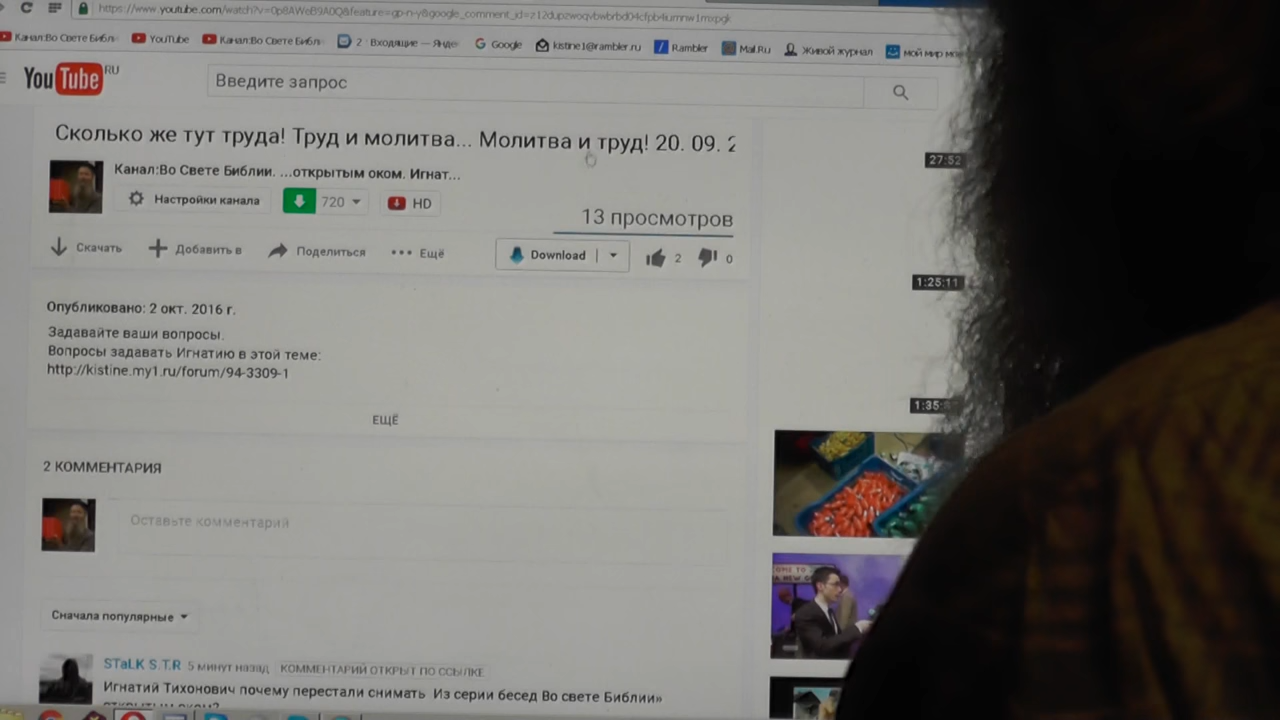 https://www.youtube.com/watch?v=0p8AWeB9A0Q&feature=gp-n-y&google_comment_id=
Канал:Во Свете Библ YouTube Канал:Во Свете Библ 2 Входящие — Янде Google kistine1@rambler.ru Rambler Mail.Ru Живой журнал мой мир
YouTube RU
Введите запрос
Сколько же тут труда! Труд и молитва... Молитва и труд! 20. 09. 2
27:52
Канал:Во Свете Библии. ...открытым оком. Игнат...
Настройки канала 720 HD
13 просмотров
Скачать Добавить в Поделиться Ещё Download 2 0
1:25:11
Опубликовано: 2 окт. 2016 г.
Задавайте ваши вопросы.
Вопросы задавать Игнатию в этой теме:
http://kistine.my1.ru/forum/94-3309-1
1:35:
ЕЩЁ
2 КОММЕНТАРИЯ
Оставьте комментарий
Сначала популярные
STaLK S.T.R 5 минут назад КОММЕНТАРИЙ ОТКРЫТ ПО ССЫЛКЕ
Игнатий Тихонович почему перестали снимать Из серии бесед Во свете Библии»